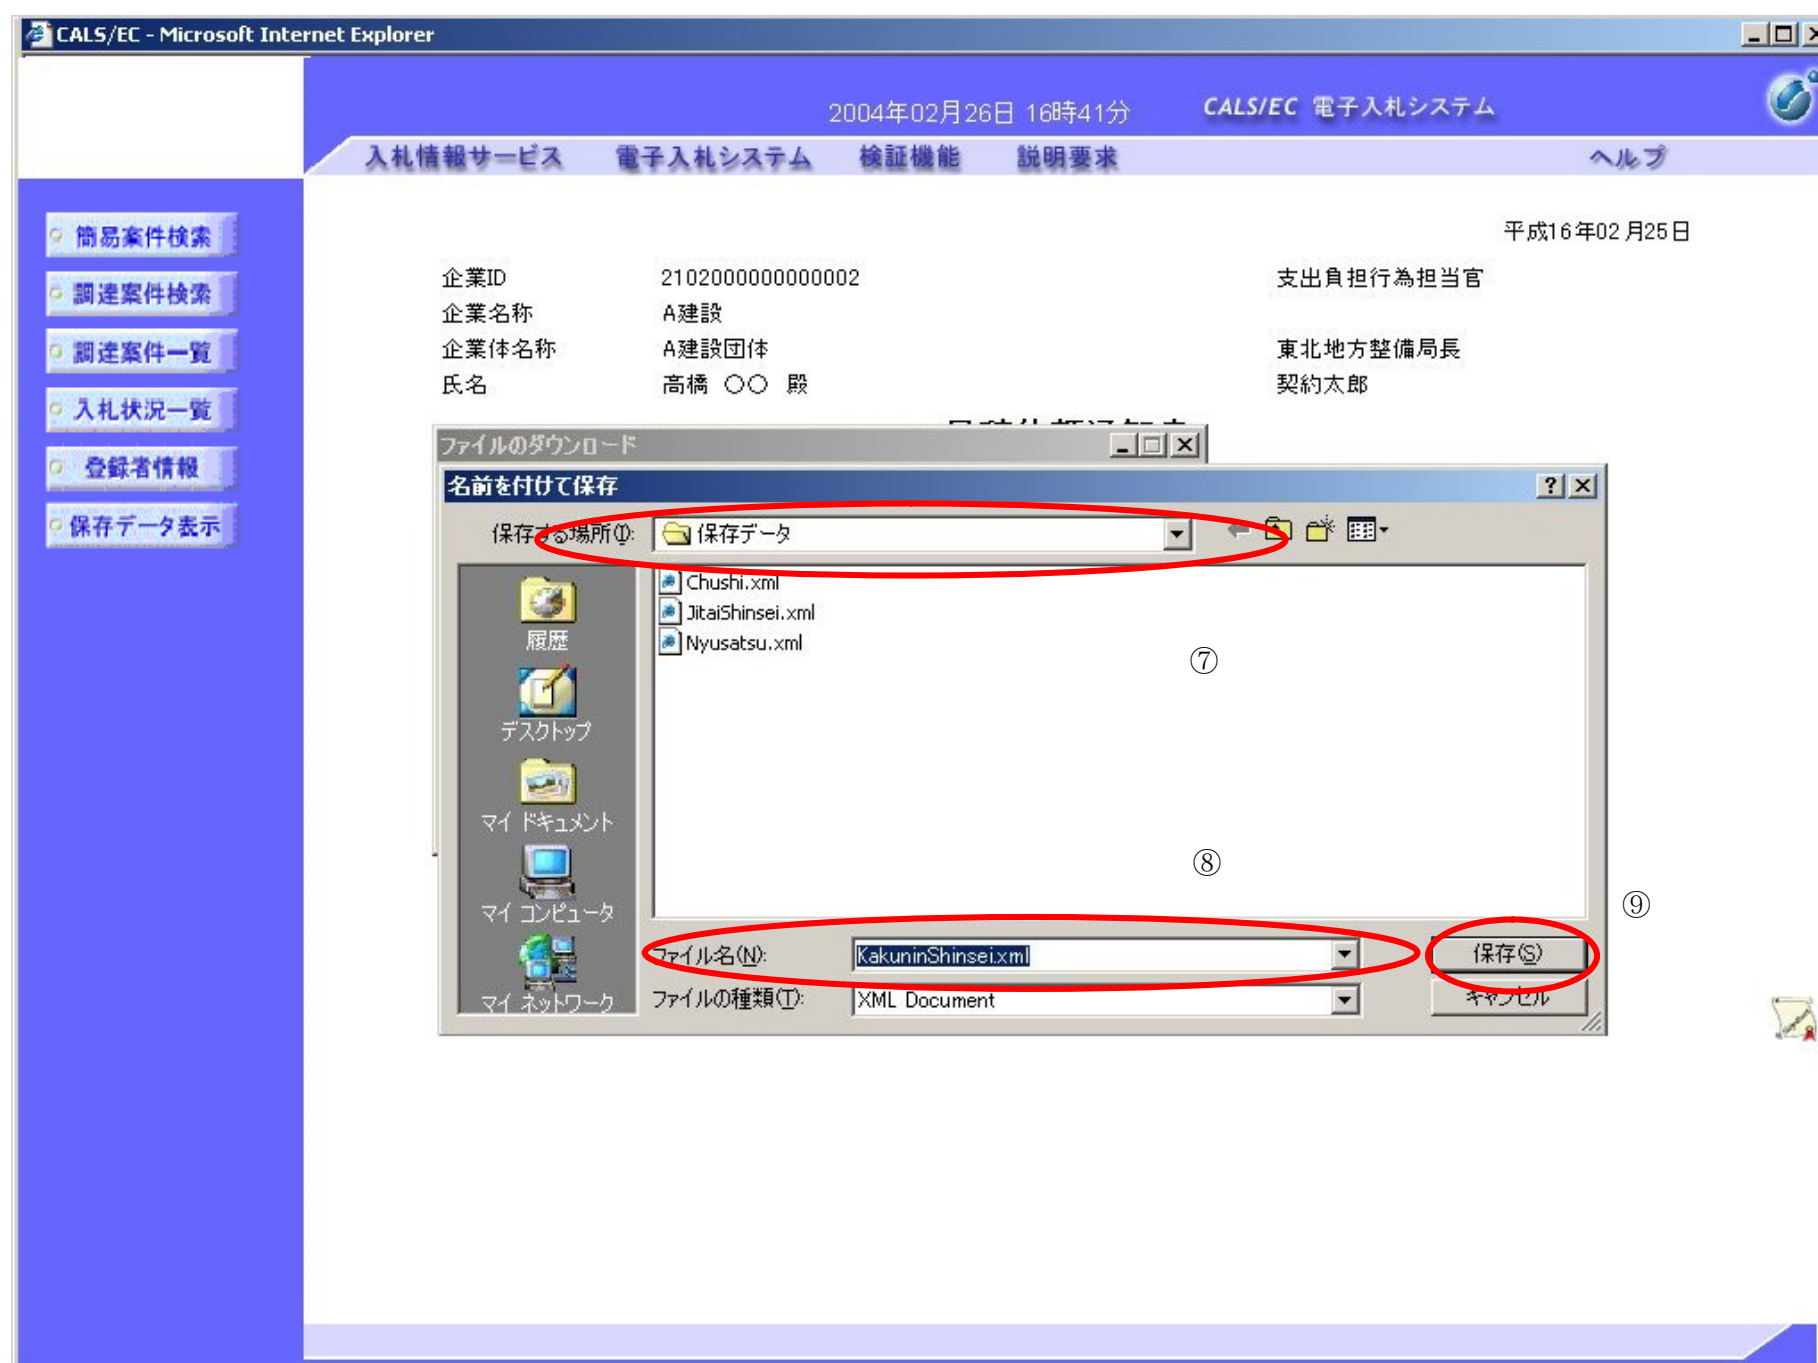 CALS/EC - Microsoft Internet Explorer
2004年02月26日 16時41分
CALS/EC 電子入札システム
入札情報サービス 電子入札システム 検証機能 説明要求 ヘルプ
簡易案件検索
調達案件検索
調達案件一覧
入札状況一覧
登録者情報
保存データ表示
平成16年02月25日
企業ID 2102000000000002 支出負担行為担当官
企業名称 A建設
企業体名称 A建設団体 東北地方整備局長
氏名 高橋 〇〇 殿 契約太郎
ファイルのダウンロード
名前を付けて保存
保存する場所(I): 保存データ
Chushi.xml
JitaiShinsei.xml
Nyusatsu.xml
履歴
デスクトップ
マイ ドキュメント
マイ コンピュータ
マイ ネットワーク
⑦
⑧
⑨
ファイル名(N): KakuninShinsei.xml 保存(S)
ファイルの種類(T): XML Document キャンセル